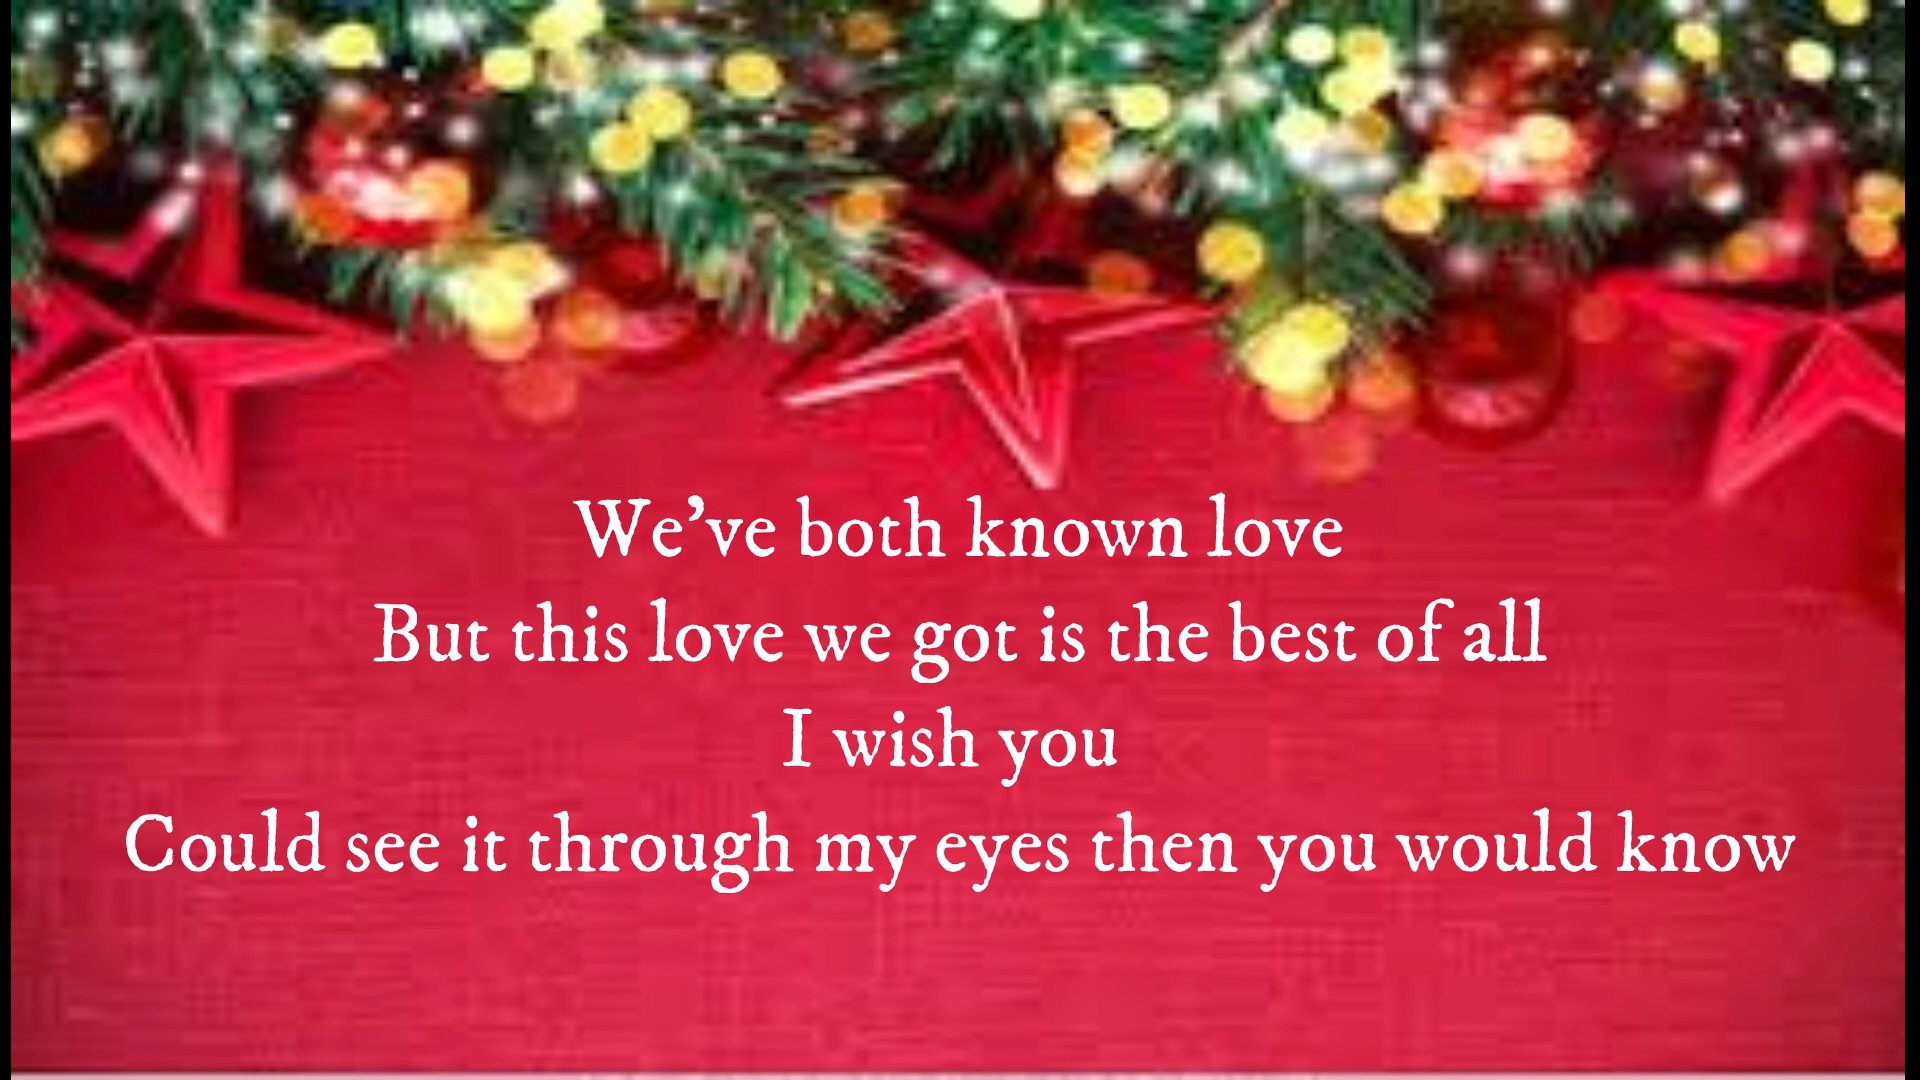 We've both known love
But this love we got is the best of all
I wish you
Could see it through my eyes then you would know